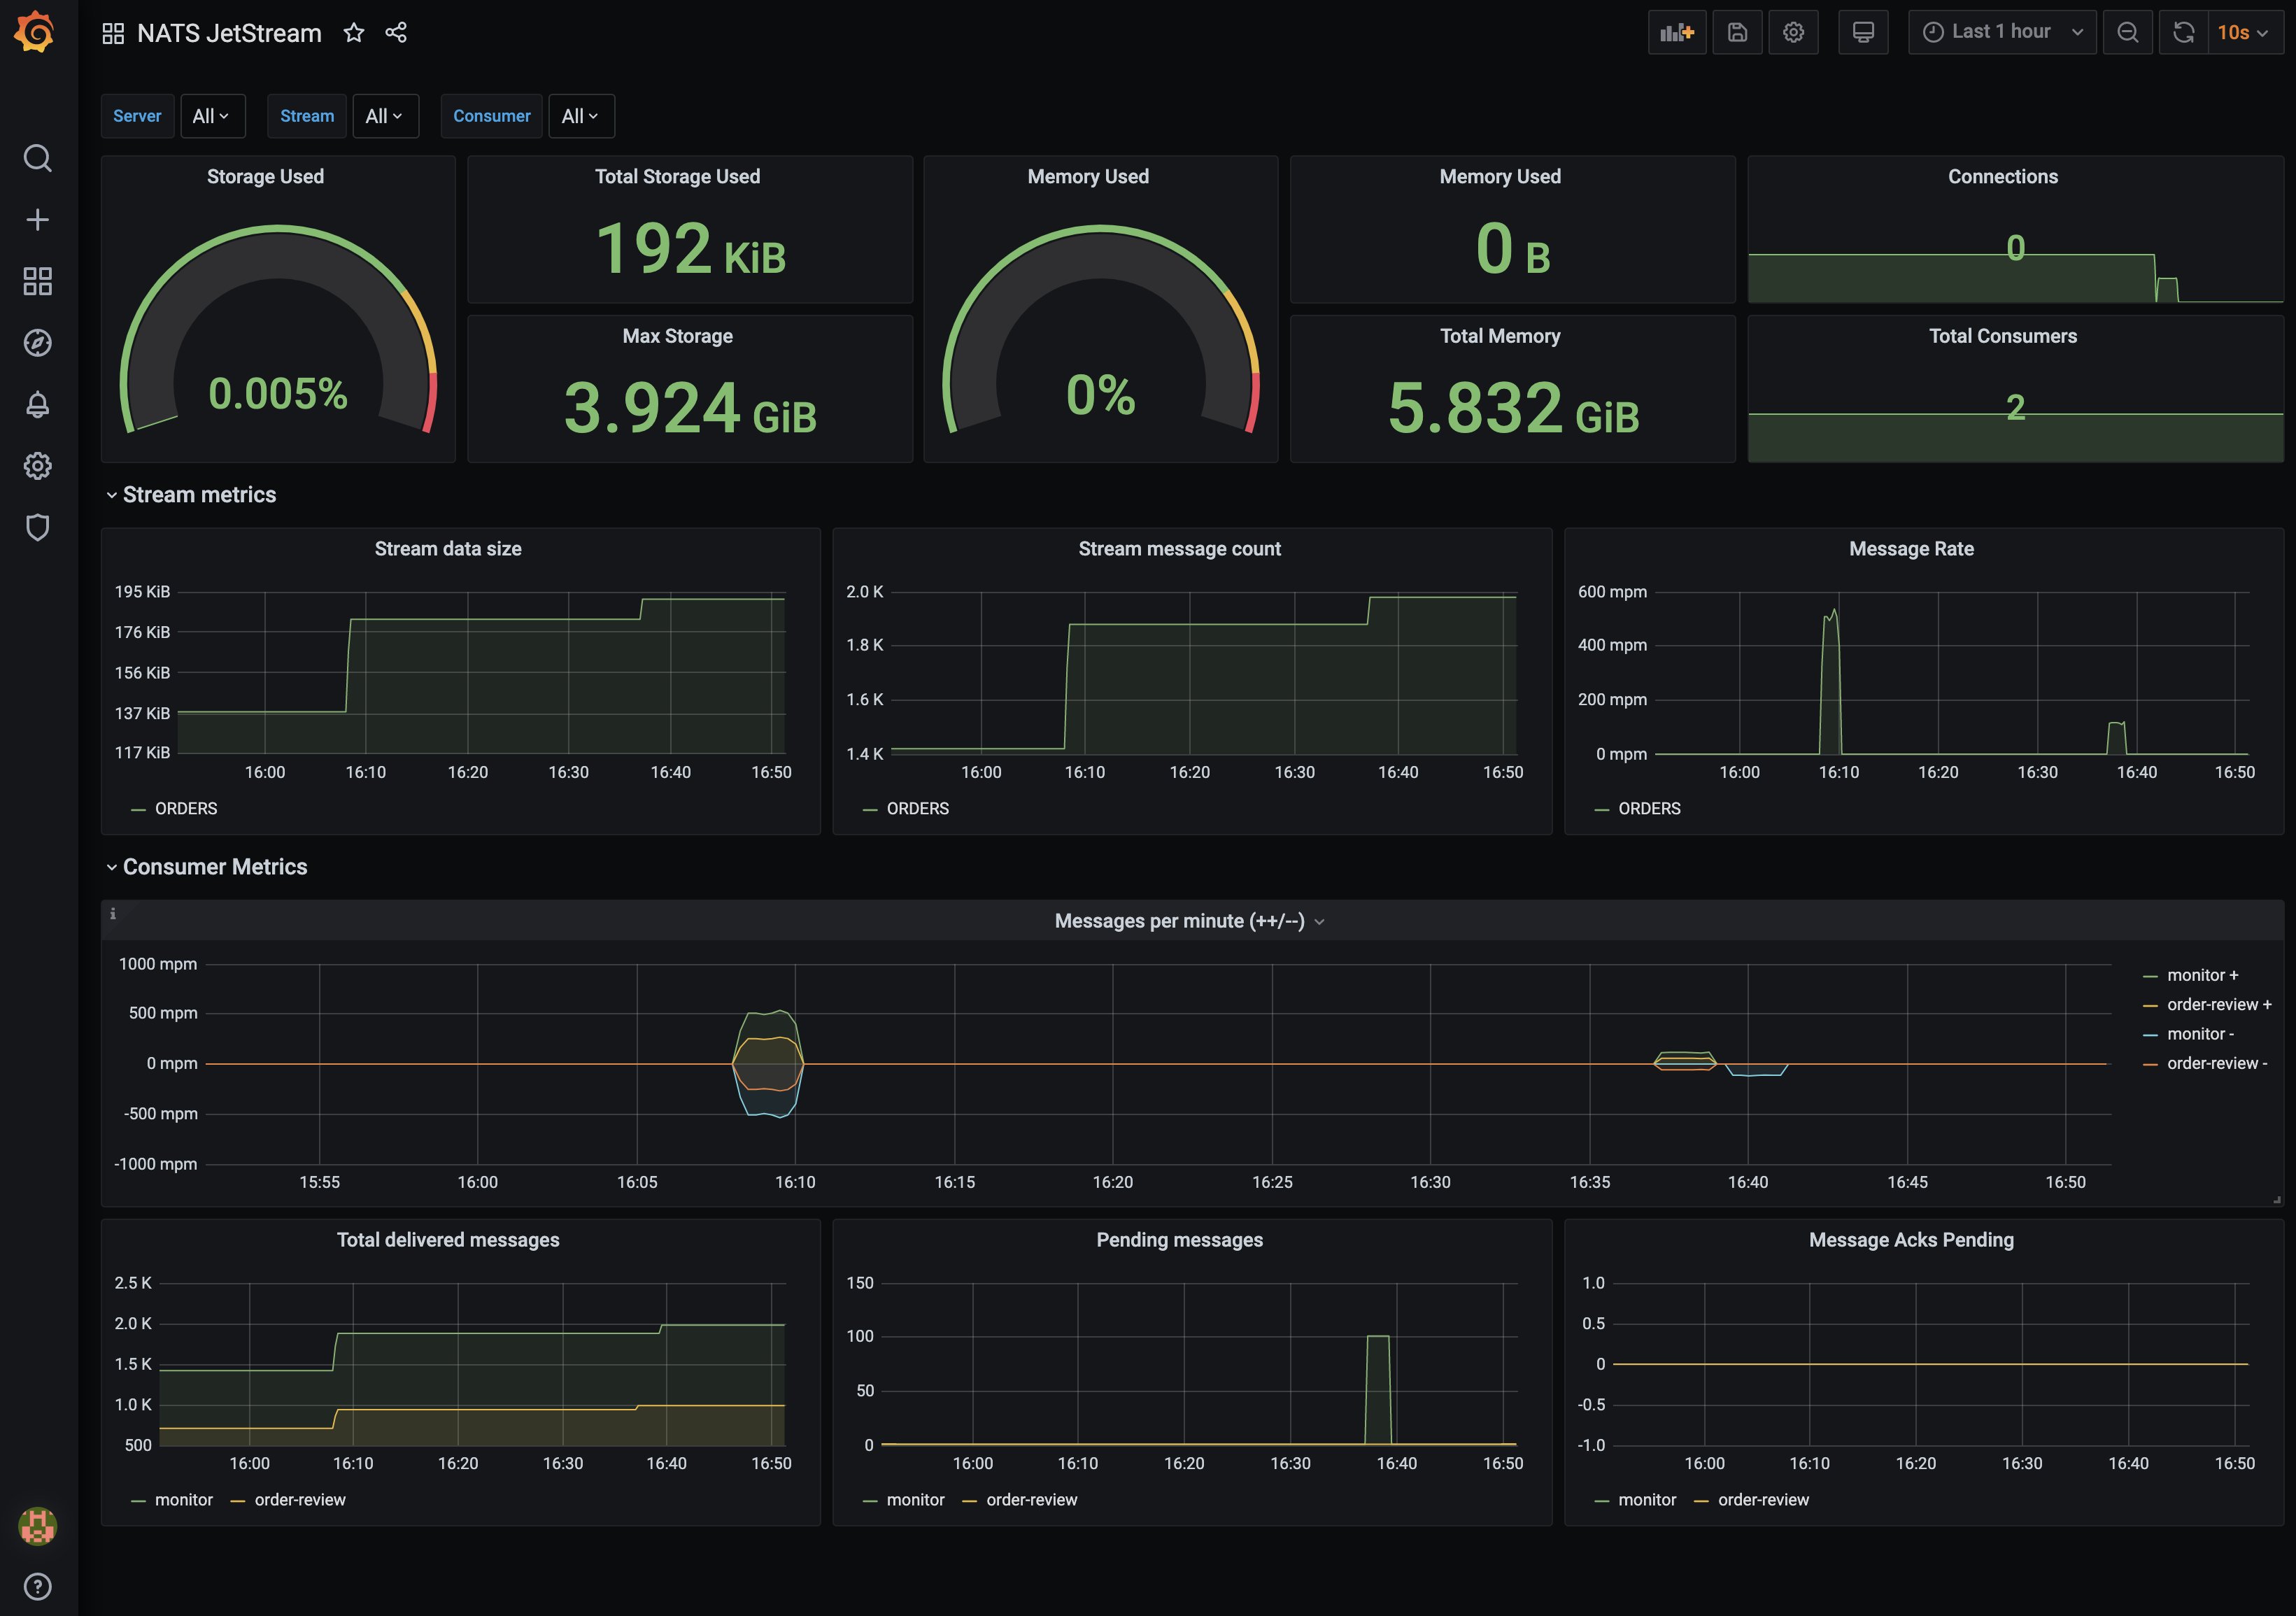 NATS JetStream
Last 1 hour
10s
Server All Stream All Consumer All
Storage Used
0.005%
Total Storage Used
192 KiB
Max Storage
3.924 GiB
Memory Used
0%
Memory Used
0 B
Total Memory
5.832 GiB
Connections
0
Total Consumers
2
Stream metrics
Stream data size
195 KiB
176 KiB
156 KiB
137 KiB
117 KiB
16:00 16:10 16:20 16:30 16:40 16:50
ORDERS
Stream message count
2.0 K
1.8 K
1.6 K
1.4 K
16:00 16:10 16:20 16:30 16:40 16:50
ORDERS
Message Rate
600 mpm
400 mpm
200 mpm
0 mpm
16:00 16:10 16:20 16:30 16:40 16:50
ORDERS
Consumer Metrics
i
Messages per minute (++/--)
1000 mpm
500 mpm
0 mpm
-500 mpm
-1000 mpm
15:55 16:00 16:05 16:10 16:15 16:20 16:25 16:30 16:35 16:40 16:45 16:50
monitor +
order-review +
monitor -
order-review -
Total delivered messages
2.5 K
2.0 K
1.5 K
1.0 K
500
16:00 16:10 16:20 16:30 16:40 16:50
monitor order-review
Pending messages
150
100
50
0
16:00 16:10 16:20 16:30 16:40 16:50
monitor order-review
Message Acks Pending
1.0
0.5
0
-0.5
-1.0
16:00 16:10 16:20 16:30 16:40 16:50
monitor order-review
?